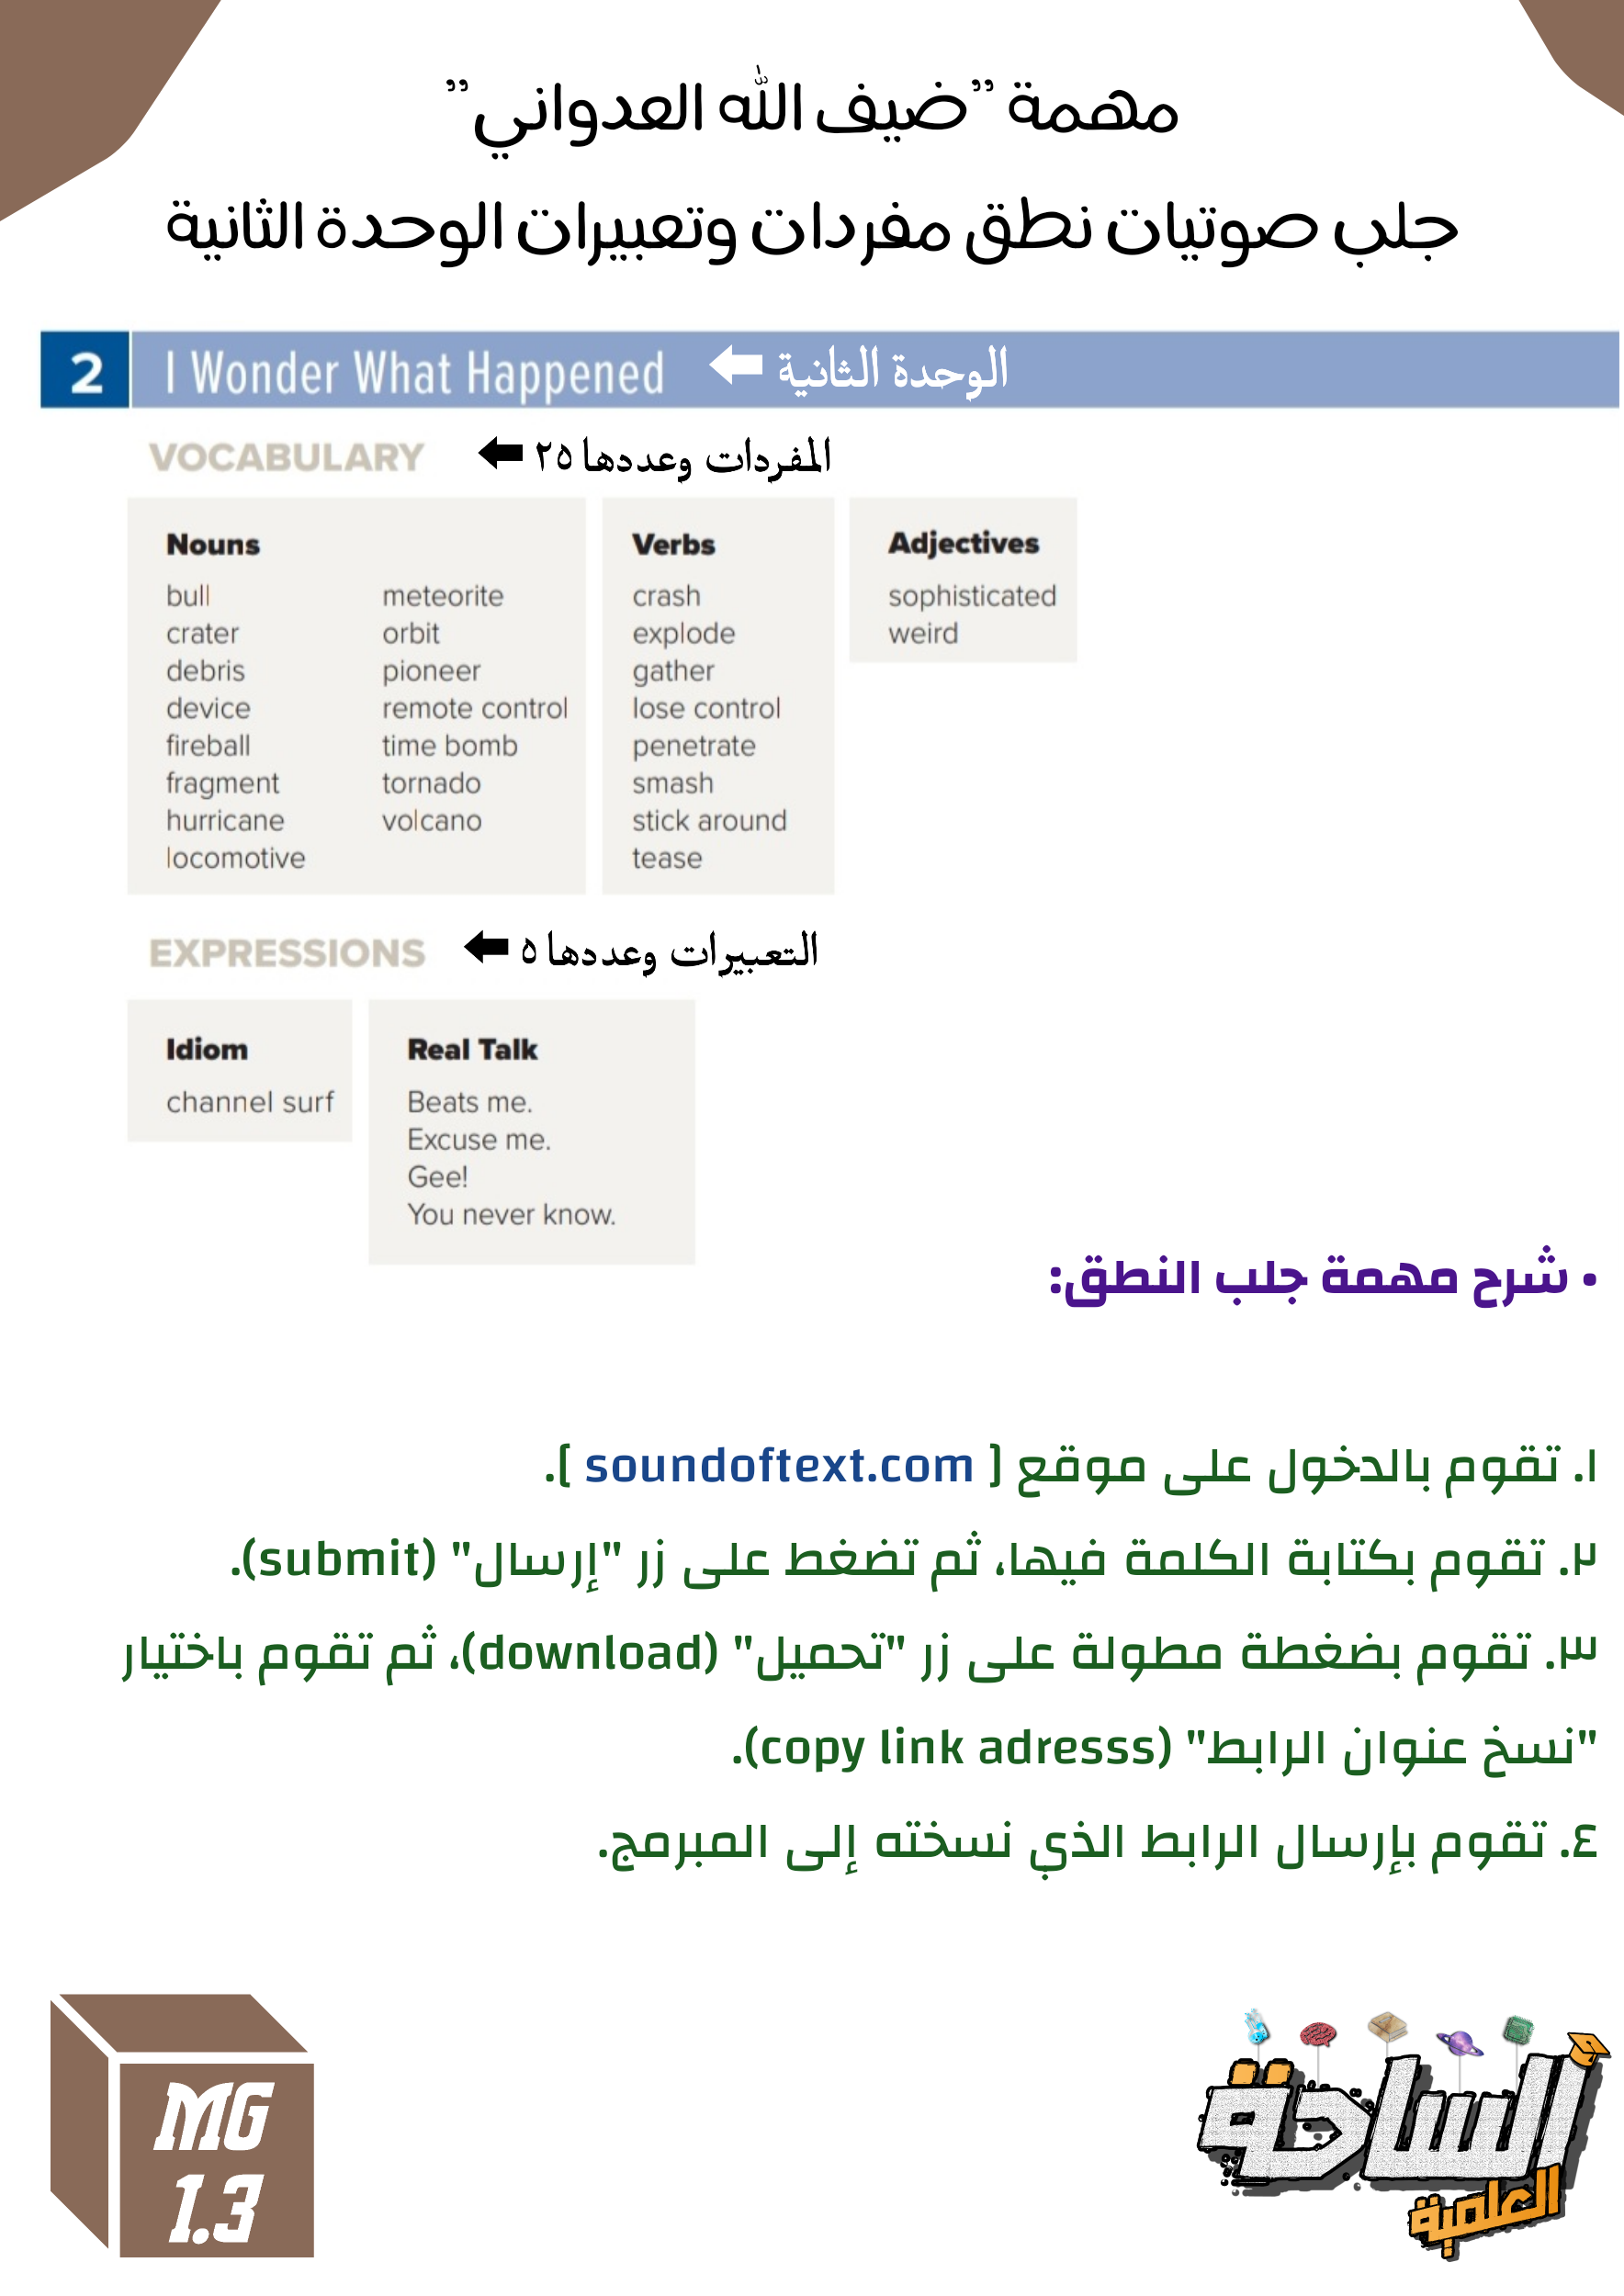 مهمة "ضيف الله العدواني"
جلب صوتيات نطق مفردات وتعبيرات الوحدة الثانية
2 I Wonder What Happened الوحدة الثانية
VOCABULARY المفردات وعددها ٢٥
Nouns
bull
crater
debris
device
fireball
fragment
hurricane
locomotive
meteorite
orbit
pioneer
remote control
time bomb
tornado
volcano
Verbs
crash
explode
gather
lose control
penetrate
smash
stick around
tease
Adjectives
sophisticated
weird
EXPRESSIONS التعبيرات وعددها ٥
Idiom
channel surf
Real Talk
Beats me.
Excuse me.
Gee!
You never know.
• شرح مهمة جلب النطق:
١. تقوم بالدخول على موقع [ soundoftext.com ].
٢. تقوم بكتابة الكلمة فيها، ثم تضغط على زر "إرسال" (submit).
٣. تقوم بضغطة مطولة على زر "تحميل" (download)، ثم تقوم باختيار
"نسخ عنوان الرابط" (copy link adresss).
٤. تقوم بإرسال الرابط الذي نسخته إلى المبرمج.
MG
1.3
الساحة
العلمية